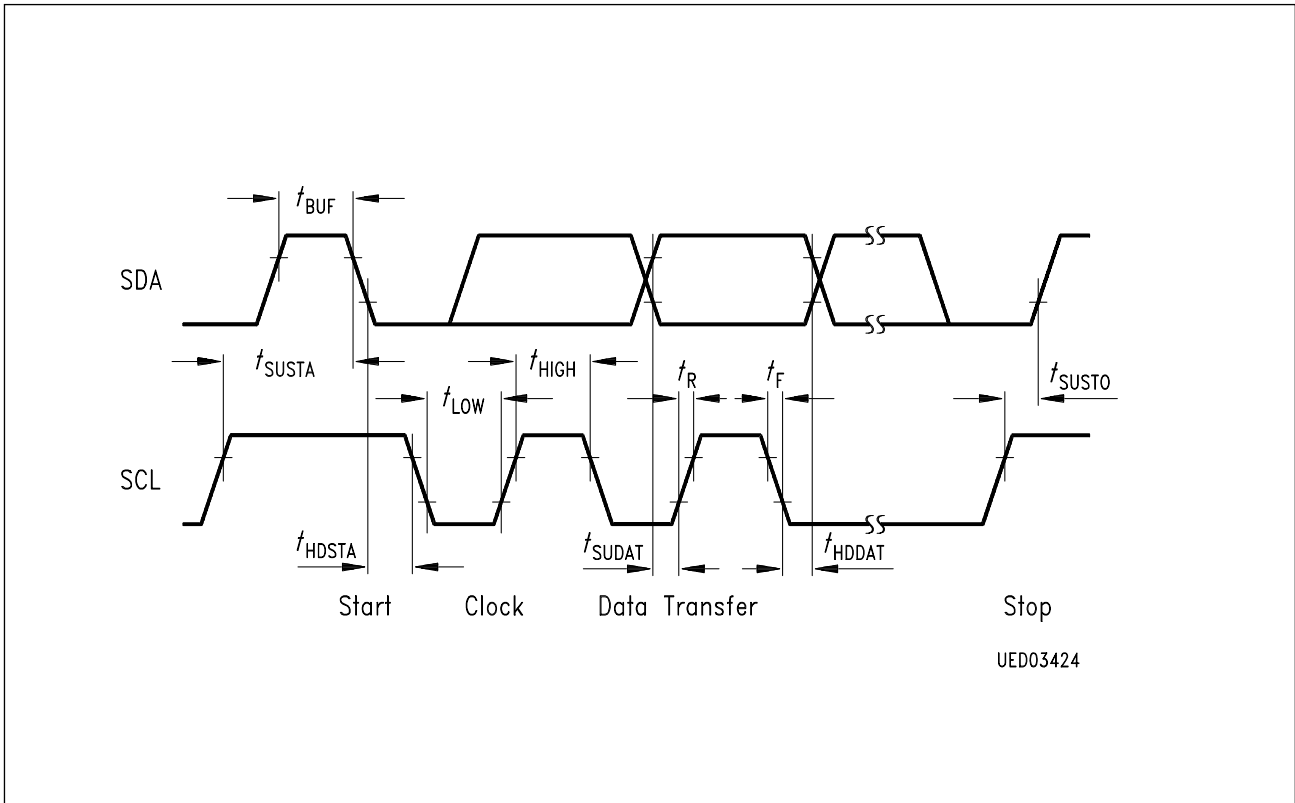 tBUF
SDA
tSUSTA
tHIGH
tR
tF
tSUSTO
tLOW
SCL
tHDSTA
tSUDAT
tHDDAT
Start
Clock
Data Transfer
Stop
UED03424